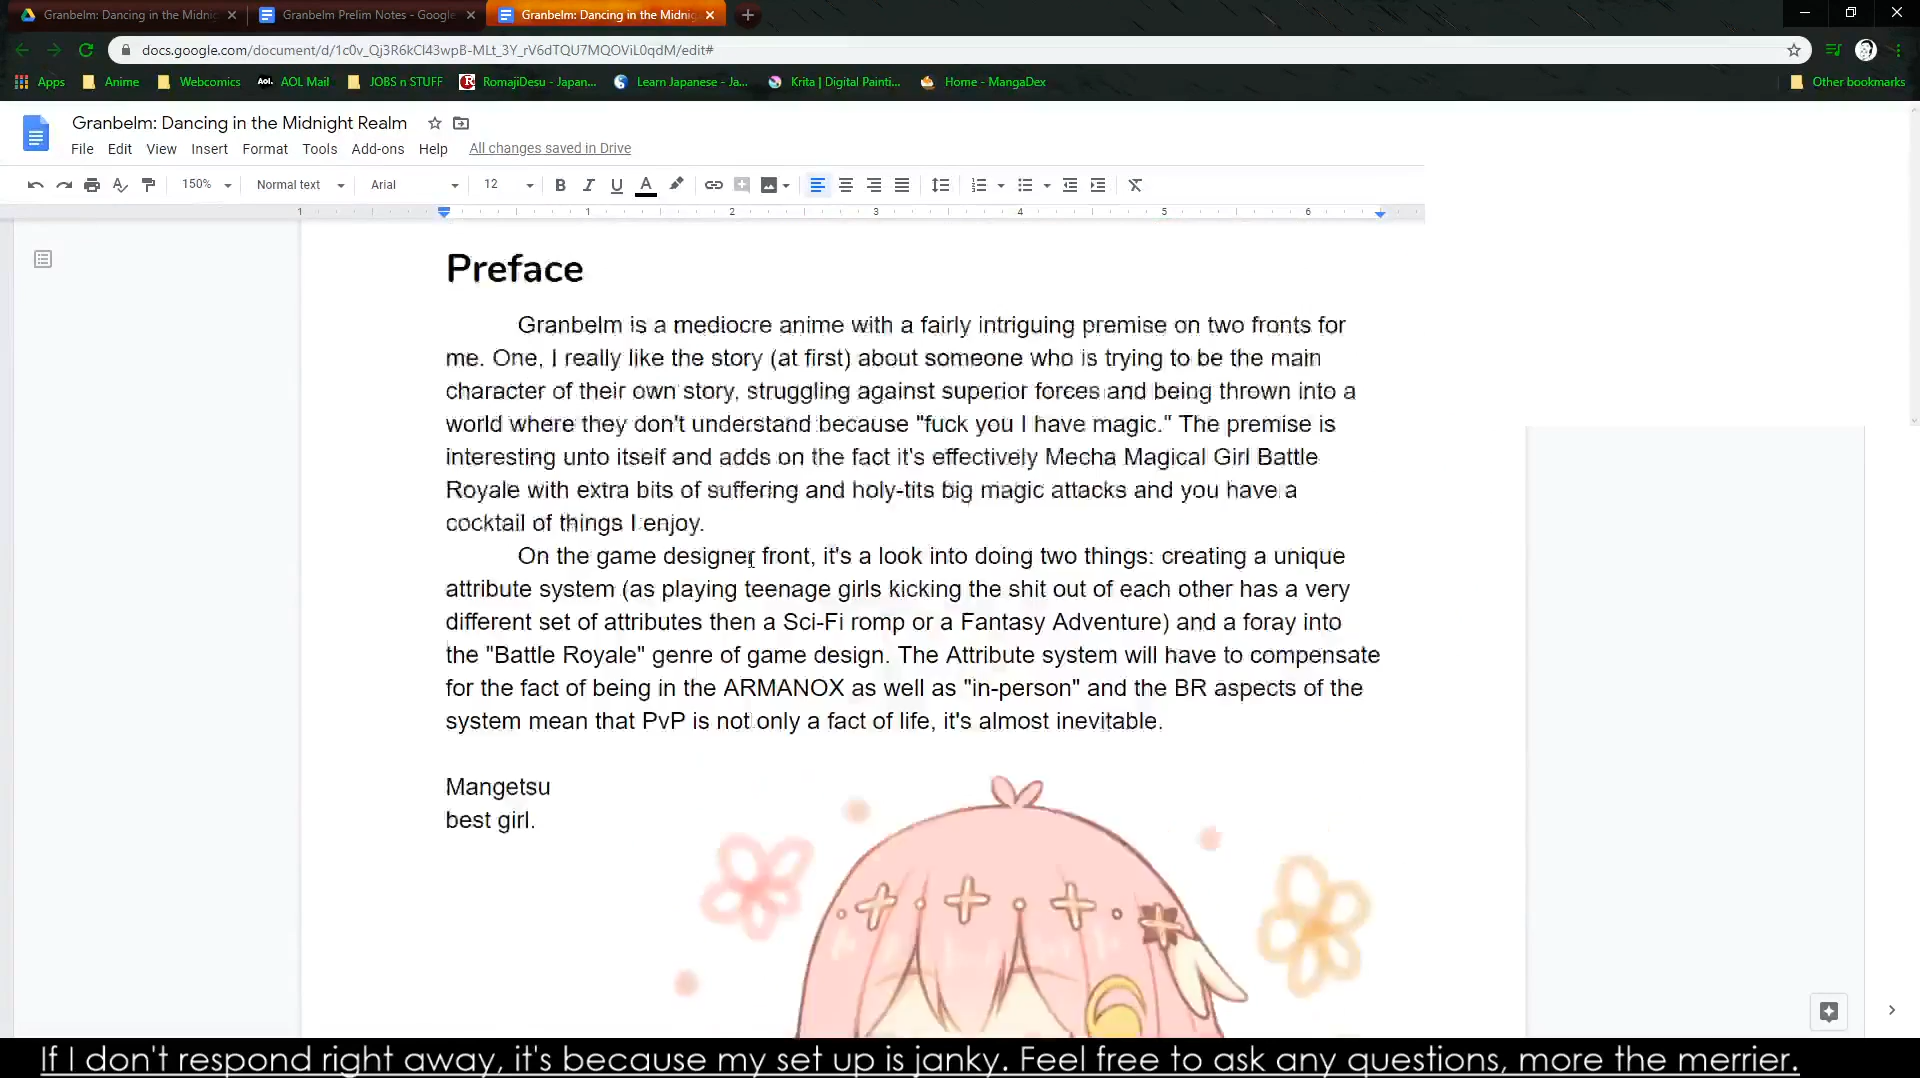 Granbelm: Dancing in the Midnig
Granbelm Prelim Notes - Google
Granbelm: Dancing in the Midnig
docs.google.com/document/d/1c0v_Qj3R6kCl43wpB-MLt_3Y_rV6dTQU7MQOViL0qdM/edit#
Apps
Anime
Webcomics
Aol.
AOL Mail
JOBS n STUFF
RomajiDesu - Japan...
Learn Japanese - Ja...
Krita | Digital Painti...
Home - MangaDex
Other bookmarks
Granbelm: Dancing in the Midnight Realm
File Edit View Insert Format Tools Add-ons Help All changes saved in Drive
150% Normal text Arial 12
1 1 2 3 4 5 6
Preface
Granbelm is a mediocre anime with a fairly intriguing premise on two fronts for
me. One, I really like the story (at first) about someone who is trying to be the main
character of their own story, struggling against superior forces and being thrown into a
world where they don't understand because "fuck you I have magic." The premise is
interesting unto itself and adds on the fact it's effectively Mecha Magical Girl Battle
Royale with extra bits of suffering and holy-tits big magic attacks and you have a
cocktail of things I enjoy.
On the game designer front, it's a look into doing two things: creating a unique
attribute system (as playing teenage girls kicking the shit out of each other has a very
different set of attributes then a Sci-Fi romp or a Fantasy Adventure) and a foray into
the "Battle Royale" genre of game design. The Attribute system will have to compensate
for the fact of being in the ARMANOX as well as "in-person" and the BR aspects of the
system mean that PvP is not only a fact of life, it's almost inevitable.
Mangetsu
best girl.
If I don't respond right away, it's because my set up is janky. Feel free to ask any questions, more the merrier.